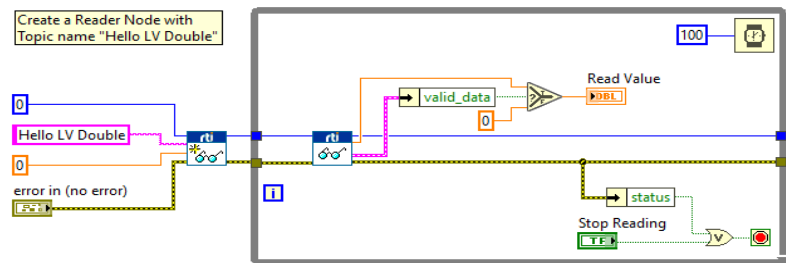 Create a Reader Node with
Topic name "Hello LV Double"
100
0
valid_data
Read Value
DBL
0
Hello LV Double
rti
rti
0
error in (no error)
i
status
Stop Reading
TF
V